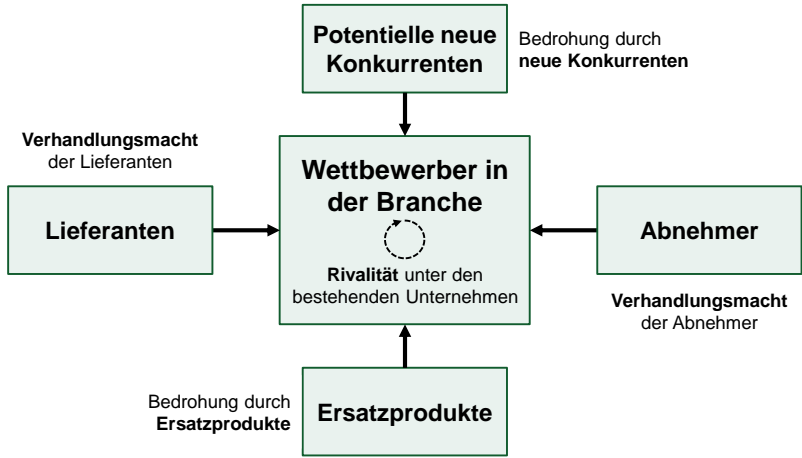 Potentielle neue
Konkurrenten
Bedrohung durch
neue Konkurrenten
Verhandlungsmacht
der Lieferanten
Lieferanten
Wettbewerber in
der Branche
Rivalität unter den
bestehenden Unternehmen
Abnehmer
Verhandlungsmacht
der Abnehmer
Bedrohung durch
Ersatzprodukte
Ersatzprodukte